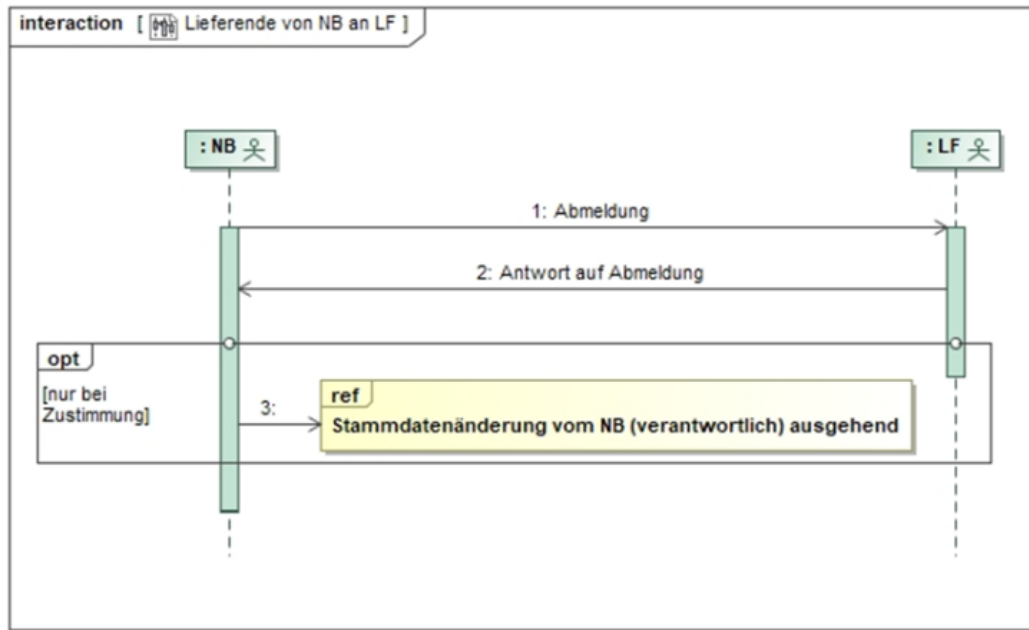 interaction [ Lieferende von NB an LF ]
: NB
: LF
1: Abmeldung
2: Antwort auf Abmeldung
opt
[nur bei
Zustimmung]
3:
ref
Stammdatenänderung vom NB (verantwortlich) ausgehend